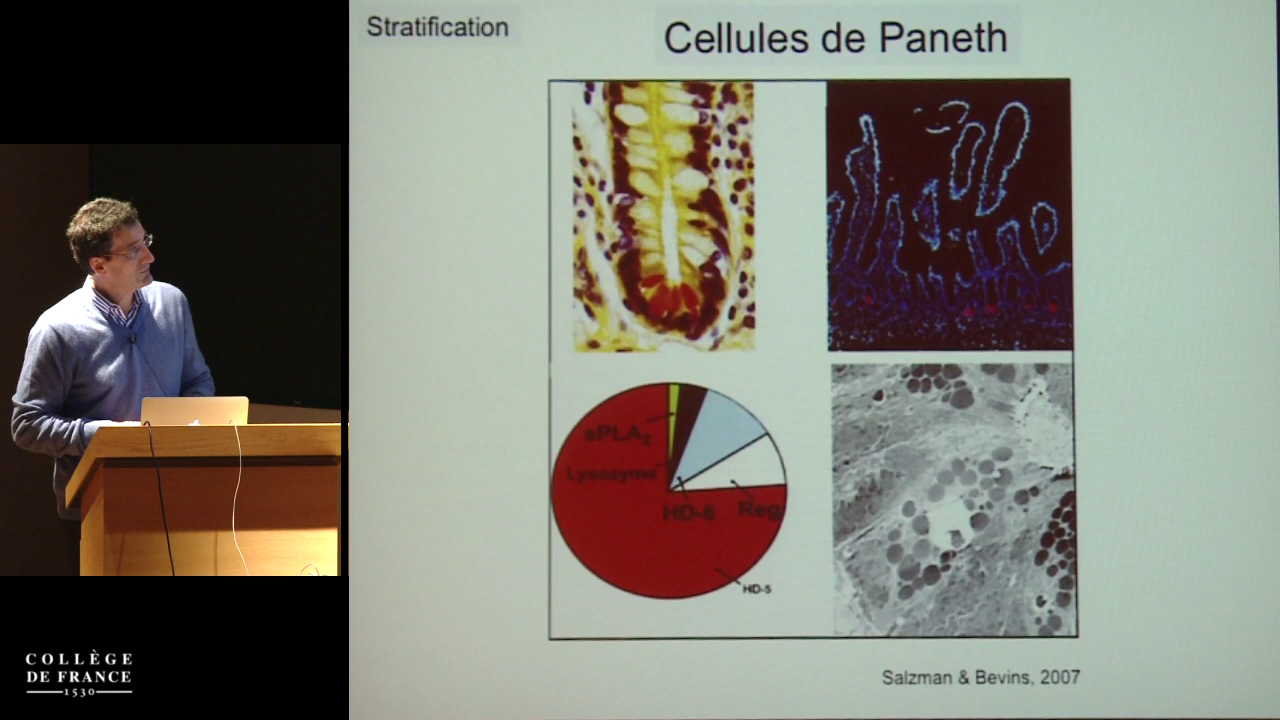 Stratification
Cellules de Paneth
sPLA2
Lysozyme
HD-6
Reg
HD-5
Salzman & Bevins, 2007
COLLÈGE
DE FRANCE
1530